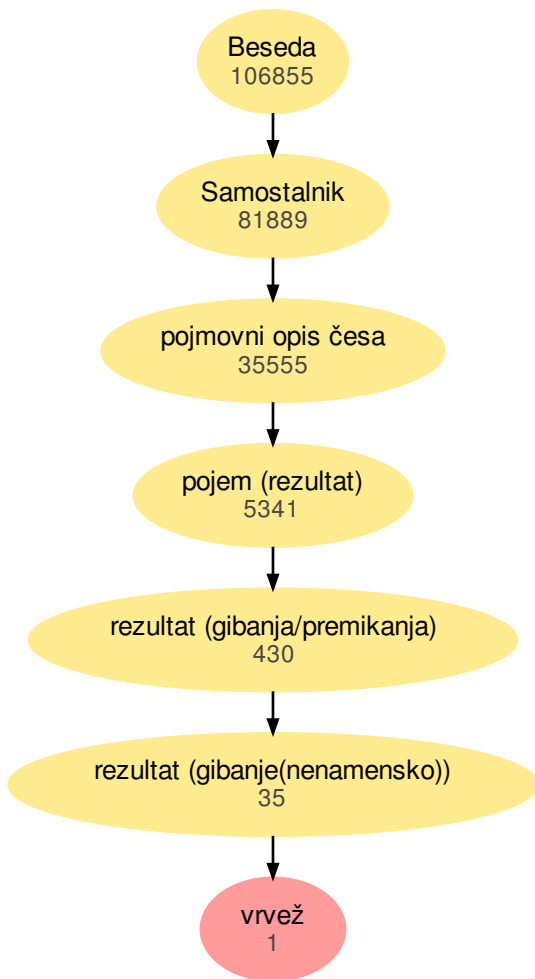 Beseda
106855
Samostalnik
81889
pojmovni opis česa
35555
pojem (rezultat)
5341
rezultat (gibanja/premikanja)
430
rezultat (gibanje(nenamensko))
35
vrvež
1